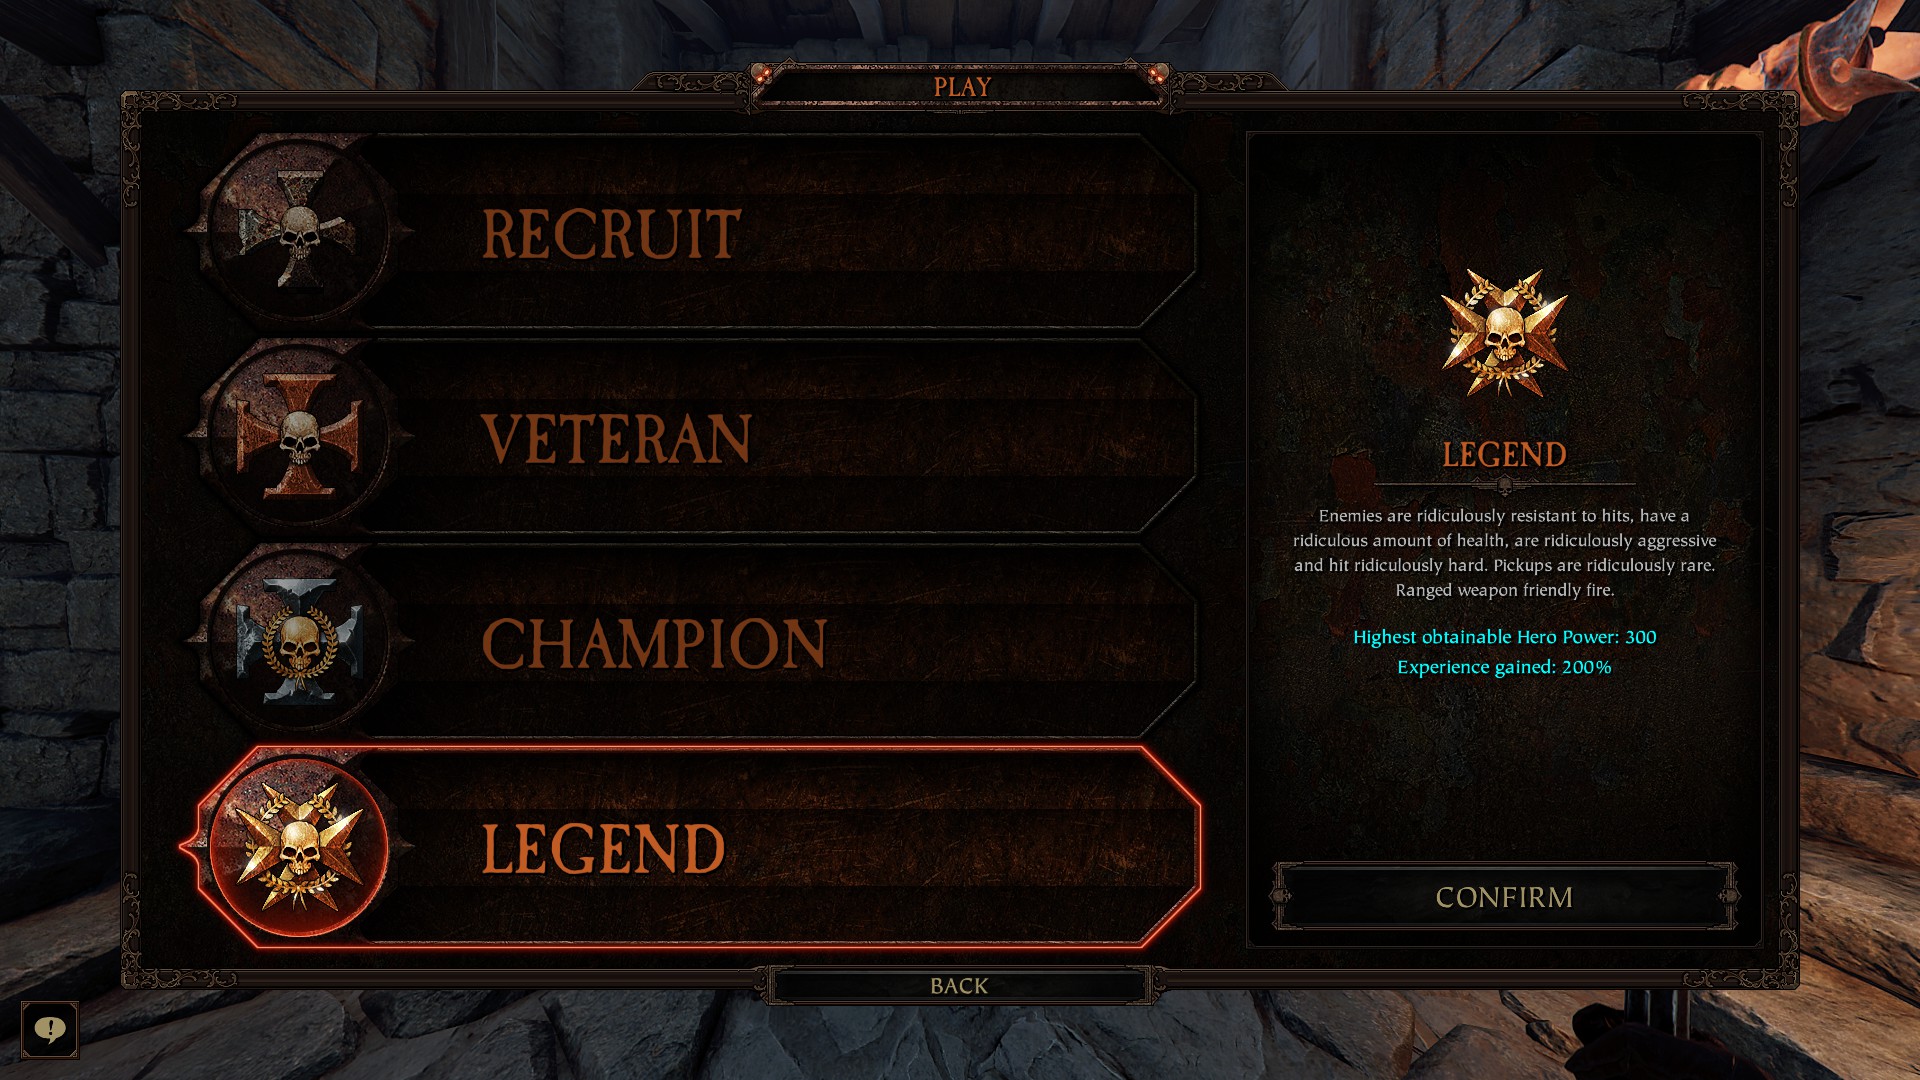 PLAY
RECRUIT
VETERAN
CHAMPION
LEGEND
LEGEND
Enemies are ridiculously resistant to hits, have a
ridiculous amount of health, are ridiculously aggressive
and hit ridiculously hard. Pickups are ridiculously rare.
Ranged weapon friendly fire.
Highest obtainable Hero Power: 300
Experience gained: 200%
CONFIRM
BACK
!